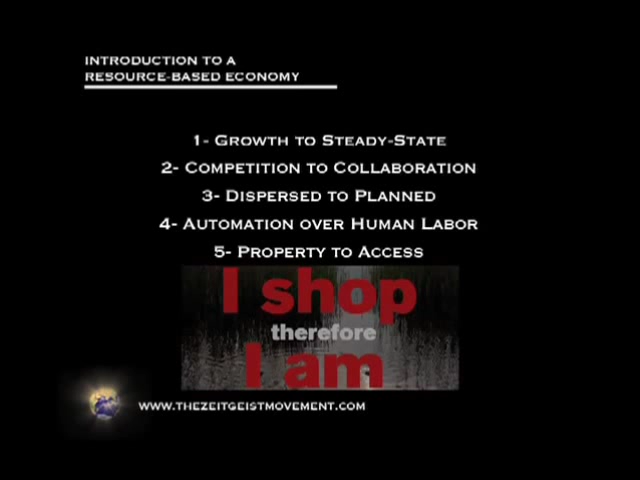 INTRODUCTION TO A
RESOURCE-BASED ECONOMY
1- GROWTH TO STEADY-STATE
2- COMPETITION TO COLLABORATION
3- DISPERSED TO PLANNED
4- AUTOMATION OVER HUMAN LABOR
5- PROPERTY TO ACCESS
I shop
therefore
I am
WWW.THEZEITGEISTMOVEMENT.COM